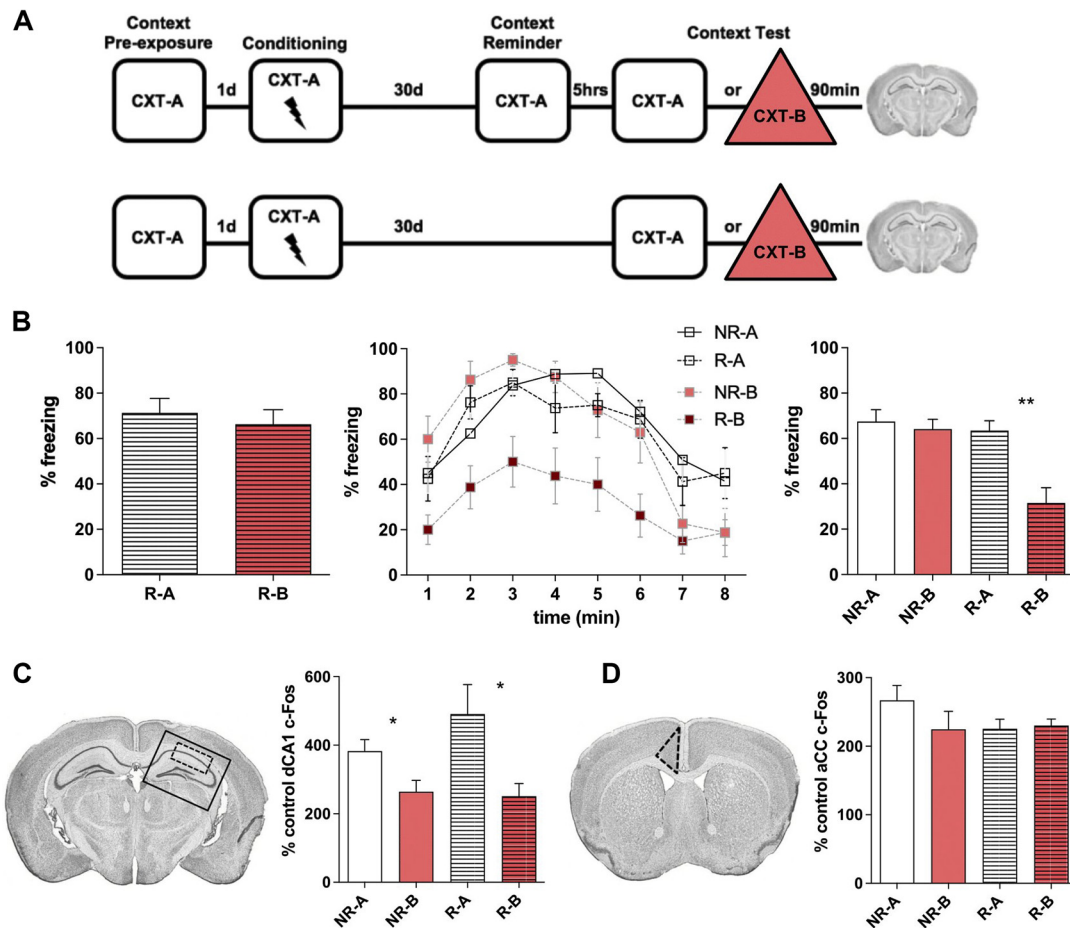 A
Context Pre-exposure
Conditioning
Context Reminder
Context Test
CXT-A
1d
CXT-A
30d
CXT-A
5hrs
CXT-A
or
CXT-B
90min
CXT-A
1d
CXT-A
30d
CXT-A
or
CXT-B
90min
B
% freezing
100
80
60
40
20
0
R-A
R-B
% freezing
100
80
60
40
20
0
1 2 3 4 5 6 7 8
time (min)
NR-A
R-A
NR-B
R-B
% freezing
100
80
60
40
20
0
**
NR-A
NR-B
R-A
R-B
C
% control dCA1 c-Fos
600
400
200
0
*
*
NR-A
NR-B
R-A
R-B
D
% control aCC c-Fos
300
200
100
0
NR-A
NR-B
R-A
R-B